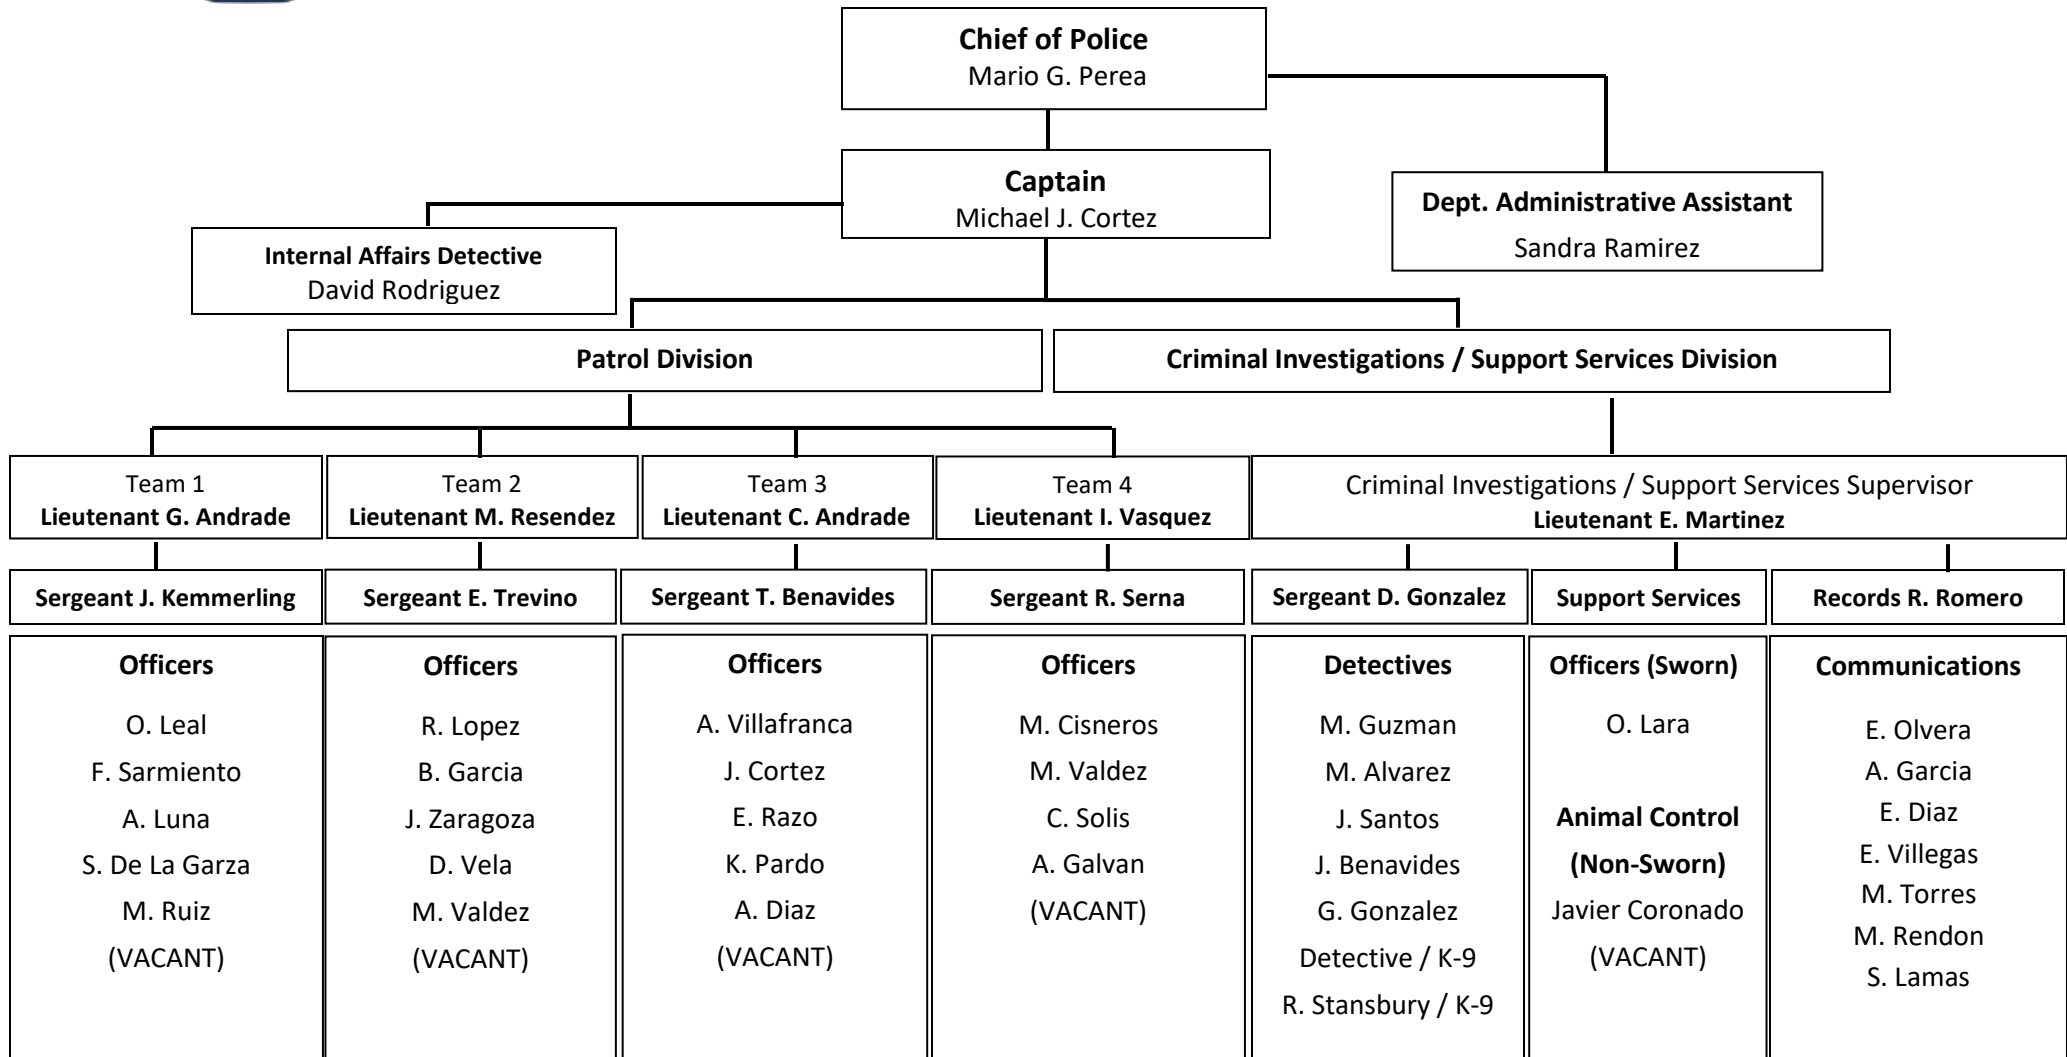 Chief of Police
Mario G. Perea
Captain
Michael J. Cortez
Dept. Administrative Assistant
Sandra Ramirez
Internal Affairs Detective
David Rodriguez
Patrol Division
Criminal Investigations / Support Services Division
Team 1
Lieutenant G. Andrade
Team 2
Lieutenant M. Resendez
Team 3
Lieutenant C. Andrade
Team 4
Lieutenant I. Vasquez
Criminal Investigations / Support Services Supervisor
Lieutenant E. Martinez
Sergeant J. Kemmerling
Sergeant E. Trevino
Sergeant T. Benavides
Sergeant R. Serna
Sergeant D. Gonzalez
Support Services
Records R. Romero
Officers
O. Leal
F. Sarmiento
A. Luna
S. De La Garza
M. Ruiz
(VACANT)
Officers
R. Lopez
B. Garcia
J. Zaragoza
D. Vela
M. Valdez
(VACANT)
Officers
A. Villafranca
J. Cortez
E. Razo
K. Pardo
A. Diaz
(VACANT)
Officers
M. Cisneros
M. Valdez
C. Solis
A. Galvan
(VACANT)
Detectives
M. Guzman
M. Alvarez
J. Santos
J. Benavides
G. Gonzalez
Detective / K-9
R. Stansbury / K-9
Officers (Sworn)
O. Lara
Animal Control
(Non-Sworn)
Javier Coronado
(VACANT)
Communications
E. Olvera
A. Garcia
E. Diaz
E. Villegas
M. Torres
M. Rendon
S. Lamas